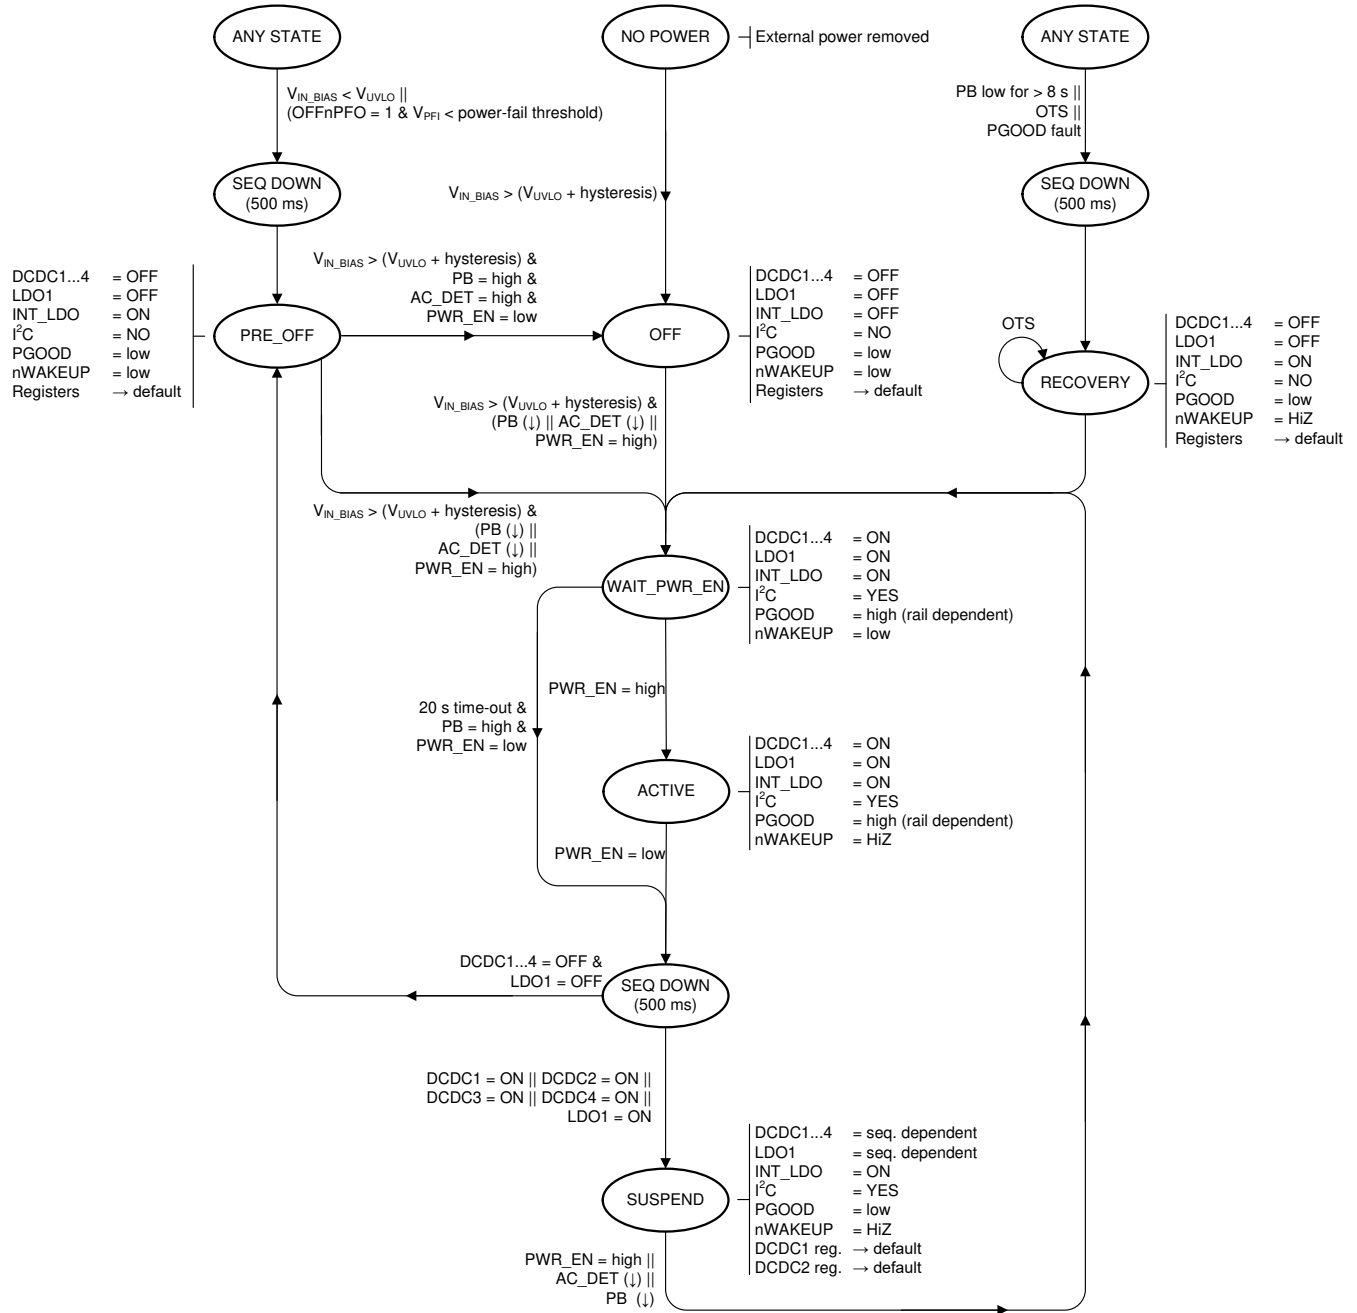 ANY STATE
NO POWER
External power removed
ANY STATE
V_IN_BIAS < V_UVLO ||
(OFFnPFO = 1 & V_PFI < power-fail threshold)
PB low for > 8 s ||
OTS ||
PGOOD fault
SEQ DOWN
(500 ms)
V_IN_BIAS > (V_UVLO + hysteresis)
SEQ DOWN
(500 ms)
V_IN_BIAS > (V_UVLO + hysteresis) &
PB = high &
AC_DET = high &
PWR_EN = low
DCDC1...4 = OFF
LDO1 = OFF
INT_LDO = ON
I²C = NO
PGOOD = low
nWAKEUP = low
Registers → default
PRE_OFF
OFF
DCDC1...4 = OFF
LDO1 = OFF
INT_LDO = OFF
I²C = NO
PGOOD = low
nWAKEUP = low
Registers → default
OTS
RECOVERY
DCDC1...4 = OFF
LDO1 = OFF
INT_LDO = ON
I²C = NO
PGOOD = low
nWAKEUP = HiZ
Registers → default
V_IN_BIAS > (V_UVLO + hysteresis) &
(PB (↓) || AC_DET (↓) ||
PWR_EN = high)
V_IN_BIAS > (V_UVLO + hysteresis) &
(PB (↓) ||
AC_DET (↓) ||
PWR_EN = high)
WAIT_PWR_EN
DCDC1...4 = ON
LDO1 = ON
INT_LDO = ON
I²C = YES
PGOOD = high (rail dependent)
nWAKEUP = low
PWR_EN = high
20 s time-out &
PB = high &
PWR_EN = low
ACTIVE
DCDC1...4 = ON
LDO1 = ON
INT_LDO = ON
I²C = YES
PGOOD = high (rail dependent)
nWAKEUP = HiZ
PWR_EN = low
DCDC1...4 = OFF &
LDO1 = OFF
SEQ DOWN
(500 ms)
DCDC1 = ON || DCDC2 = ON ||
DCDC3 = ON || DCDC4 = ON ||
LDO1 = ON
SUSPEND
DCDC1...4 = seq. dependent
LDO1 = seq. dependent
INT_LDO = ON
I²C = YES
PGOOD = low
nWAKEUP = HiZ
DCDC1 reg. → default
DCDC2 reg. → default
PWR_EN = high ||
AC_DET (↓) ||
PB (↓)